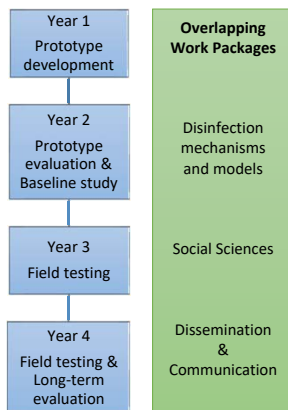 Year 1
Prototype
development
Year 2
Prototype
evaluation &
Baseline study
Year 3
Field testing
Year 4
Field testing &
Long-term
evaluation
Overlapping
Work Packages
Disinfection
mechanisms
and models
Social Sciences
Dissemination
&
Communication